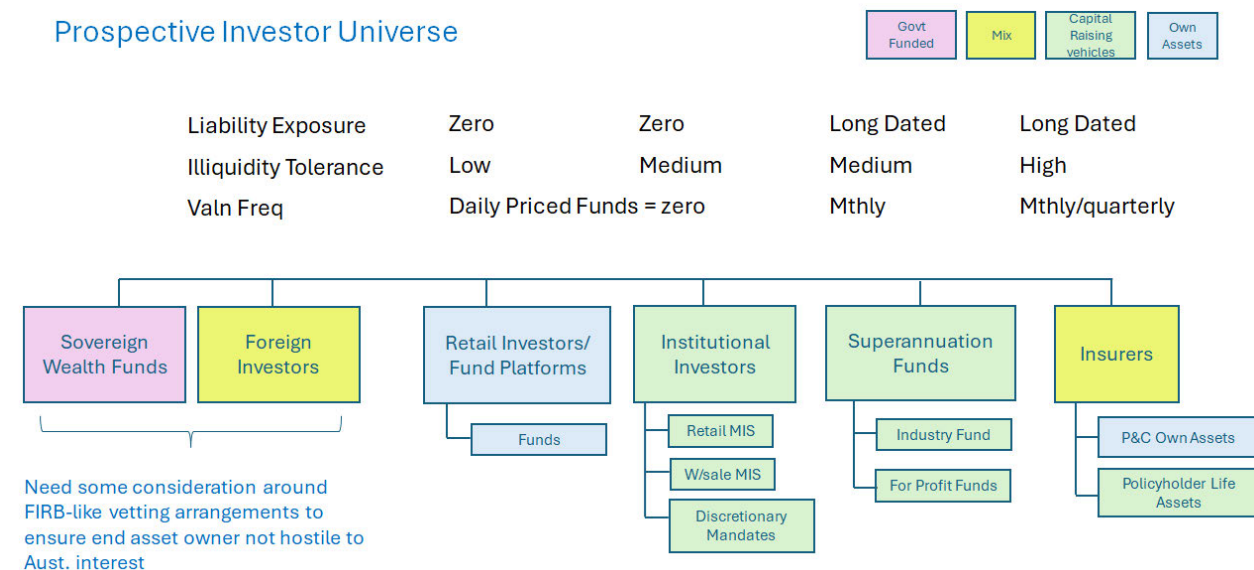 Prospective Investor Universe
Govt
Funded
Mix
Capital
Raising
vehicles
Own
Assets
Liability Exposure Zero Zero Long Dated Long Dated
Illiquidity Tolerance Low Medium Medium High
Valn Freq Daily Priced Funds = zero Mthly Mthly/quarterly
Sovereign
Wealth Funds
Foreign
Investors
Retail Investors/
Fund Platforms
Institutional
Investors
Superannuation
Funds
Insurers
Funds
Retail MIS
W/sale MIS
Discretionary
Mandates
Industry Fund
For Profit Funds
P&C Own Assets
Policyholder Life
Assets
Need some consideration around
FIRB-like vetting arrangements to
ensure end asset owner not hostile to
Aust. interest